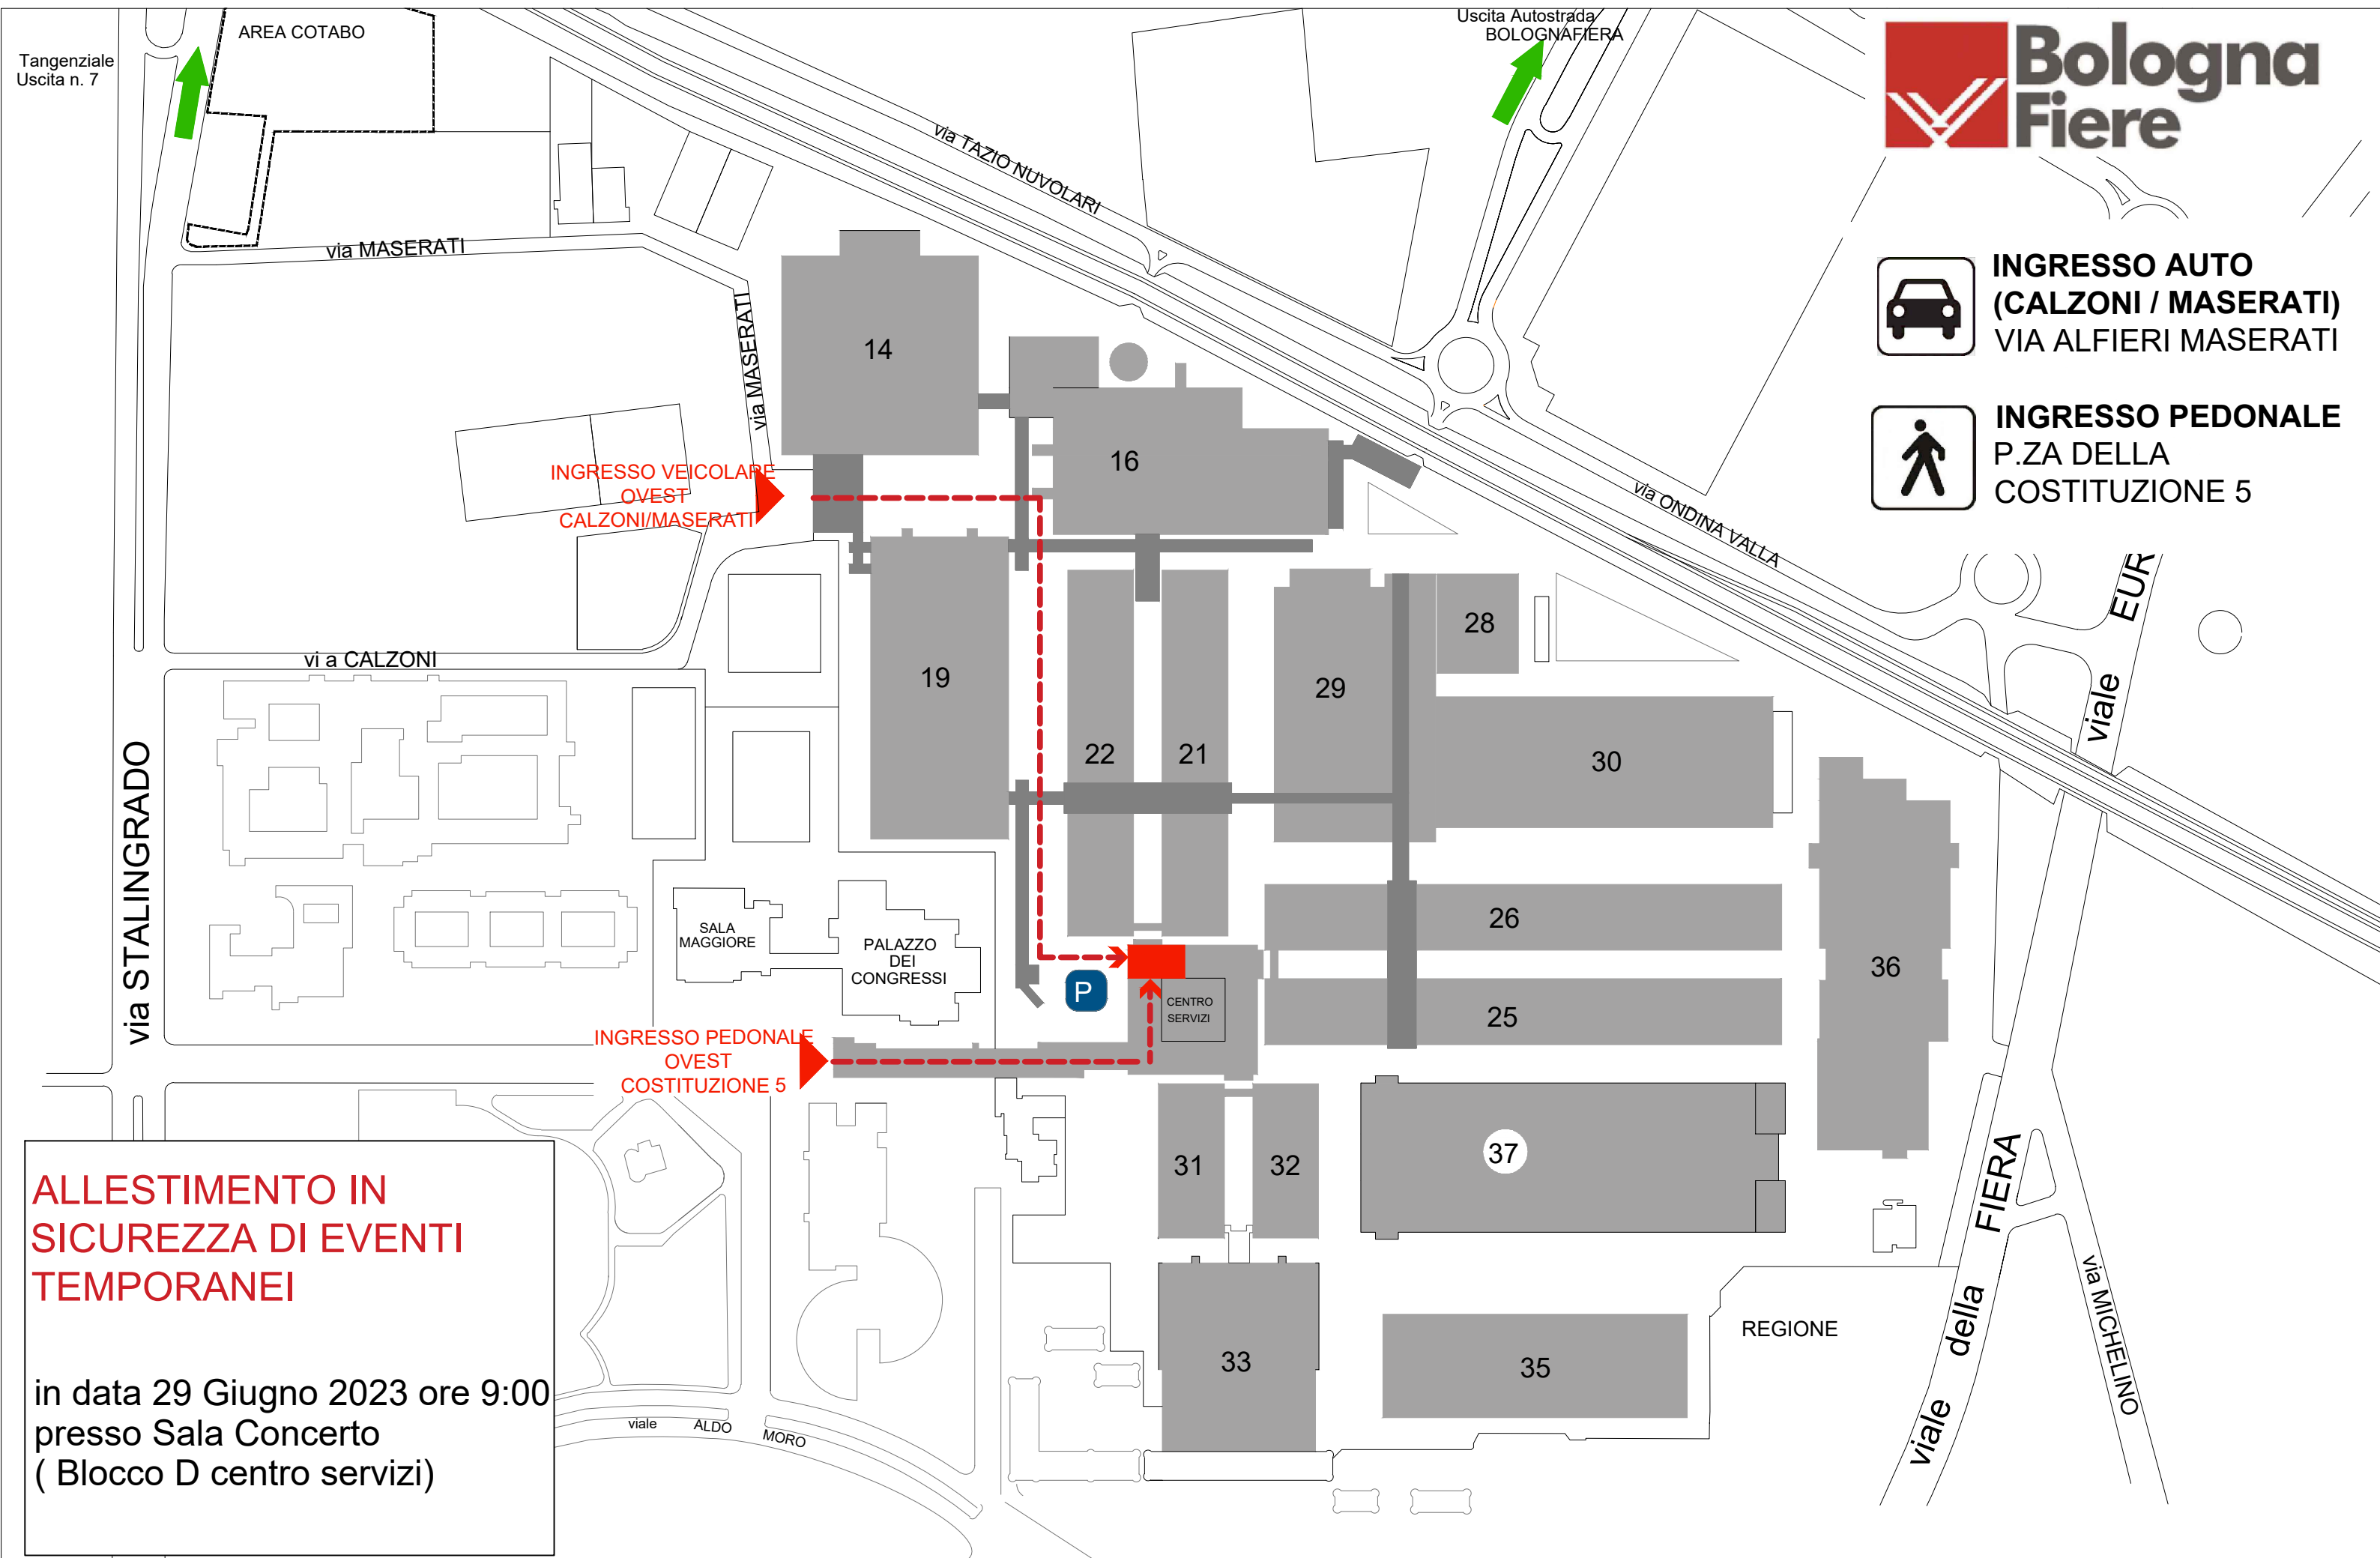 Tangenziale
Uscita n. 7
AREA COTABO
Uscita Autostrada
BOLOGNAFIERA
Bologna
Fiere
via TAZIO NUVOLARI
via MASERATI
via MASERATI
INGRESSO AUTO
(CALZONI / MASERATI)
VIA ALFIERI MASERATI
INGRESSO PEDONALE
P.ZA DELLA
COSTITUZIONE 5
14
16
INGRESSO VEICOLARE
OVEST
CALZONI/MASERATI
via ONDINA VALLA
viale EUR
28
vi a CALZONI
19
29
22
21
30
via STALINGRADO
26
SALA
MAGGIORE
PALAZZO
DEI
CONGRESSI
36
P
CENTRO
SERVIZI
25
INGRESSO PEDONALE
OVEST
COSTITUZIONE 5
31
32
37
viale della FIERA
via MICHELINO
REGIONE
33
35
viale ALDO MORO
ALLESTIMENTO IN
SICUREZZA DI EVENTI
TEMPORANEI
in data 29 Giugno 2023 ore 9:00
presso Sala Concerto
( Blocco D centro servizi)